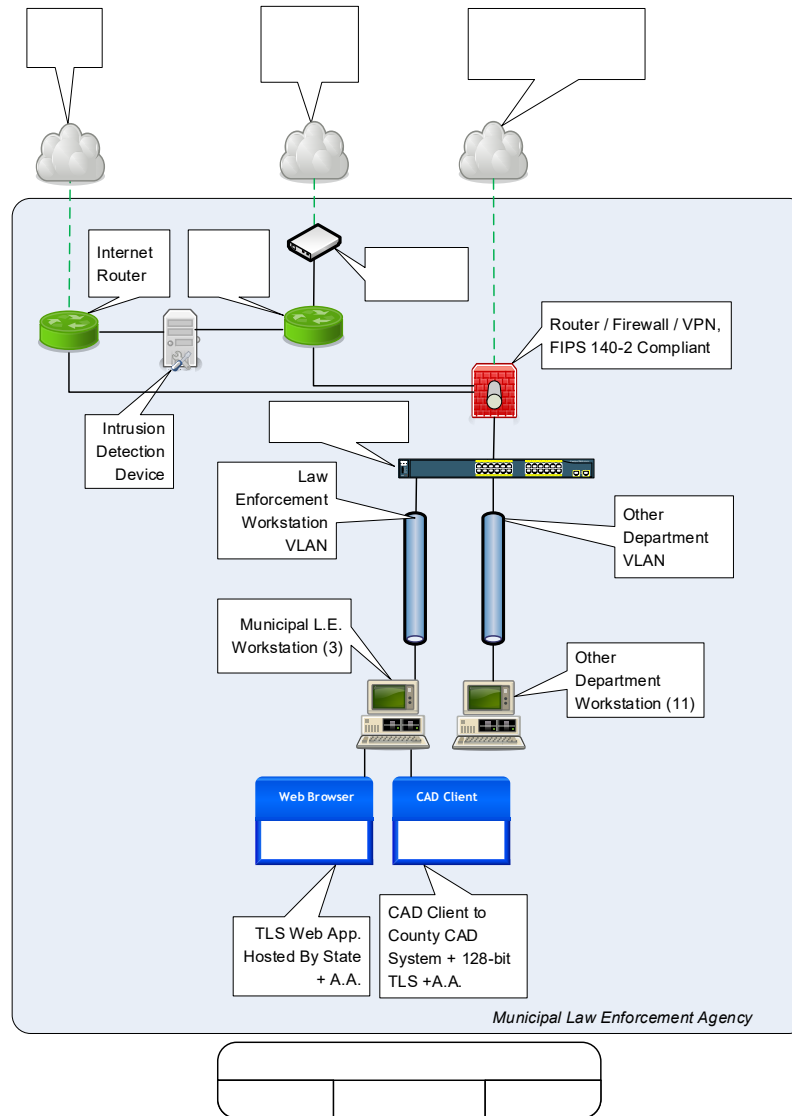 Internet
Router
Router / Firewall / VPN,
FIPS 140-2 Compliant
Intrusion
Detection
Device
Law
Enforcement
Workstation
VLAN
Other
Department
VLAN
Municipal L.E.
Workstation (3)
Other
Department
Workstation (11)
Web Browser
CAD Client
TLS Web App.
Hosted By State
+ A.A.
CAD Client to
County CAD
System + 128-bit
TLS +A.A.
Municipal Law Enforcement Agency